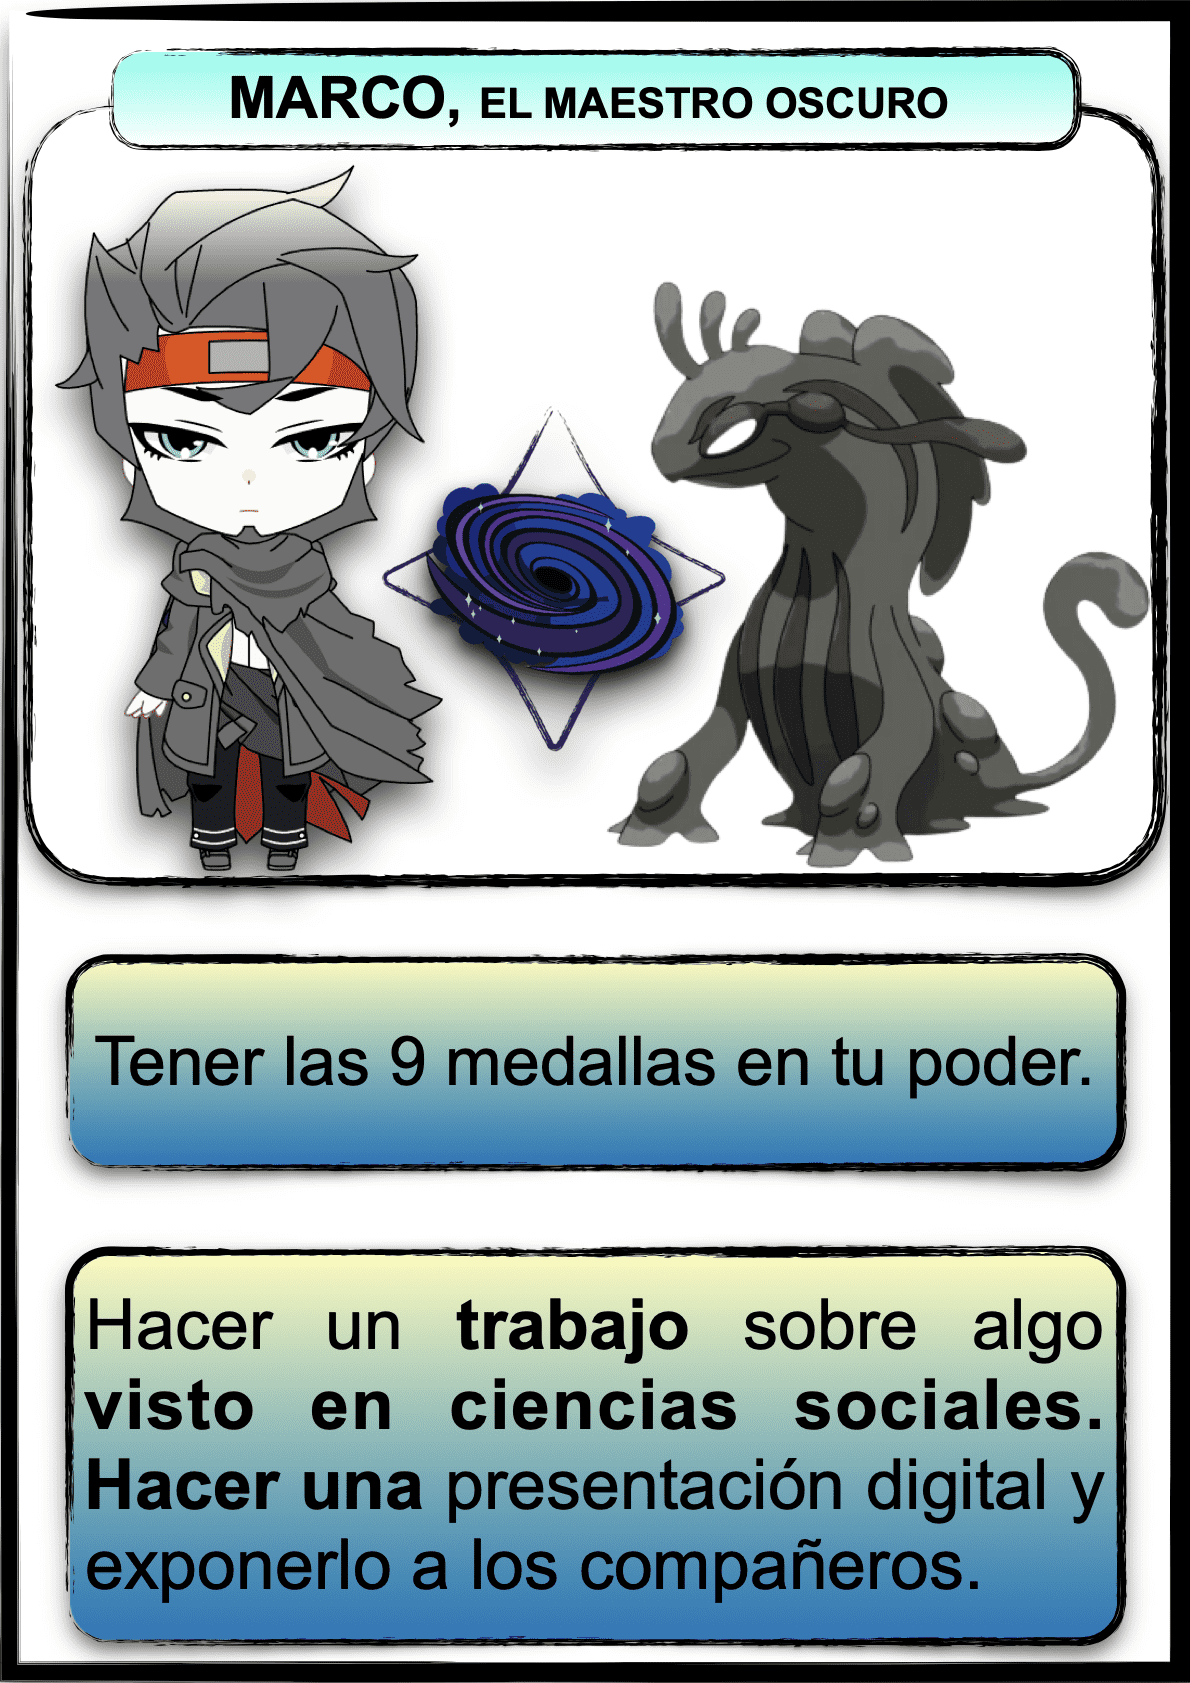 MARCO, EL MAESTRO OSCURO
Tener las 9 medallas en tu poder.
Hacer un trabajo sobre algo
visto en ciencias sociales.
Hacer una presentación digital y
exponerlo a los compañeros.